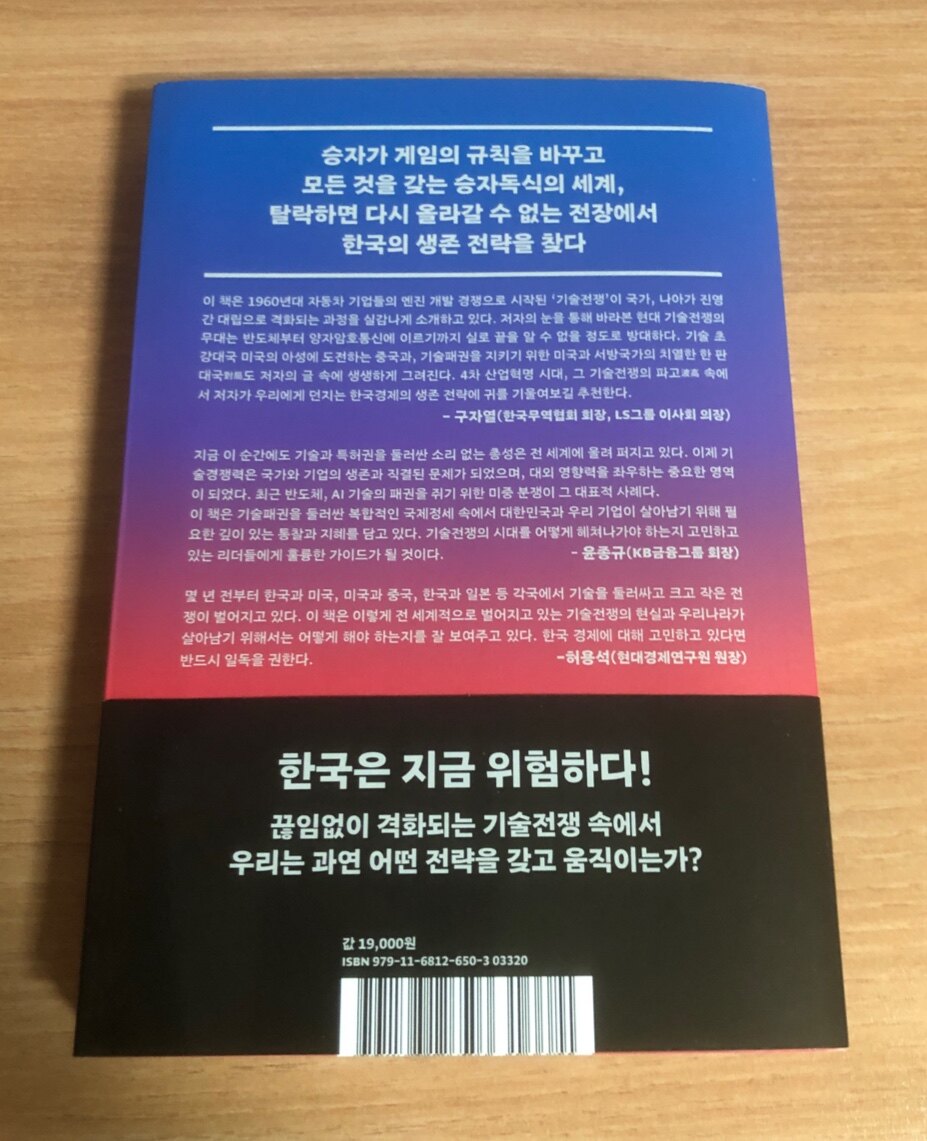 승자가 게임의 규칙을 바꾸고
모든 것을 갖는 승자독식의 세계,
탈락하면 다시 올라갈 수 없는 전장에서
한국의 생존 전략을 찾다
이 책은 1960년대 자동차 기업들의 엔진 개발 경쟁으로 시작된 ‘기술전쟁’이 국가, 나아가 진영
간 대립으로 격화되는 과정을 실감나게 소개하고 있다. 저자의 눈을 통해 바라본 현대 기술전쟁의
무대는 반도체부터 양자암호통신에 이르기까지 실로 끝을 알 수 없을 정도로 방대하다. 기술 초
강대국 미국의 아성에 도전하는 중국과, 기술패권을 지키기 위한 미국과 서방국가의 치열한 한 판
대국對局도 저자의 글 속에 생생하게 그려진다. 4차 산업혁명 시대, 그 기술전쟁의 파고波高 속에
서 저자가 우리에게 던지는 한국경제의 생존 전략에 귀를 기울여보길 추천한다.
- 구자열(한국무역협회 회장, LS그룹 이사회 의장)
지금 이 순간에도 기술과 특허권을 둘러싼 소리 없는 총성은 전 세계에 울려 퍼지고 있다. 이제 기
술경쟁력은 국가와 기업의 생존과 직결된 문제가 되었으며, 대외 영향력을 좌우하는 중요한 영역
이 되었다. 최근 반도체, AI 기술의 패권을 쥐기 위한 미중 분쟁이 그 대표적 사례다.
이 책은 기술패권을 둘러싼 복합적인 국제정세 속에서 대한민국과 우리 기업이 살아남기 위해 필
요한 깊이 있는 통찰과 지혜를 담고 있다. 기술전쟁의 시대를 어떻게 헤쳐나가야 하는지 고민하고
있는 리더들에게 훌륭한 가이드가 될 것이다. - 윤종규(KB금융그룹 회장)
몇 년 전부터 한국과 미국, 미국과 중국, 한국과 일본 등 각국에서 기술을 둘러싸고 크고 작은 전
쟁이 벌어지고 있다. 이 책은 이렇게 전 세계적으로 벌어지고 있는 기술전쟁의 현실과 우리나라가
살아남기 위해서는 어떻게 해야 하는지를 잘 보여주고 있다. 한국 경제에 대해 고민하고 있다면
반드시 일독을 권한다. -허용석(현대경제연구원 원장)
한국은 지금 위험하다!
끊임없이 격화되는 기술전쟁 속에서
우리는 과연 어떤 전략을 갖고 움직이는가?
값 19,000원
ISBN 979-11-6812-650-3 03320